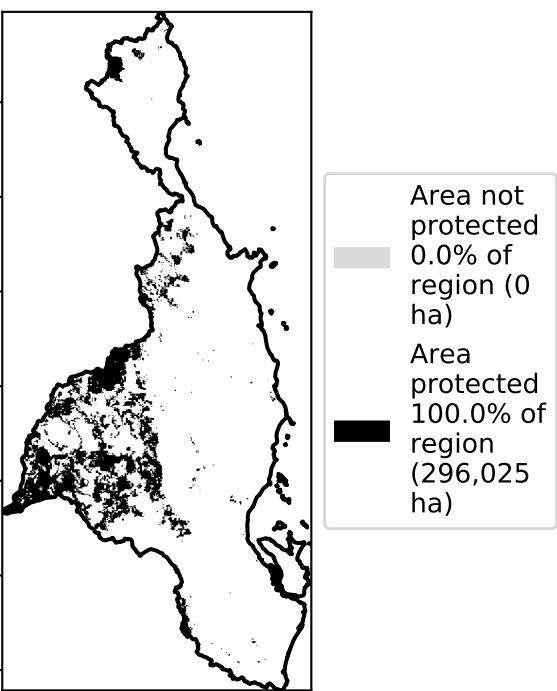 Area not
protected
0.0% of
region (0
ha)
Area
protected
100.0% of
region
(296,025
ha)